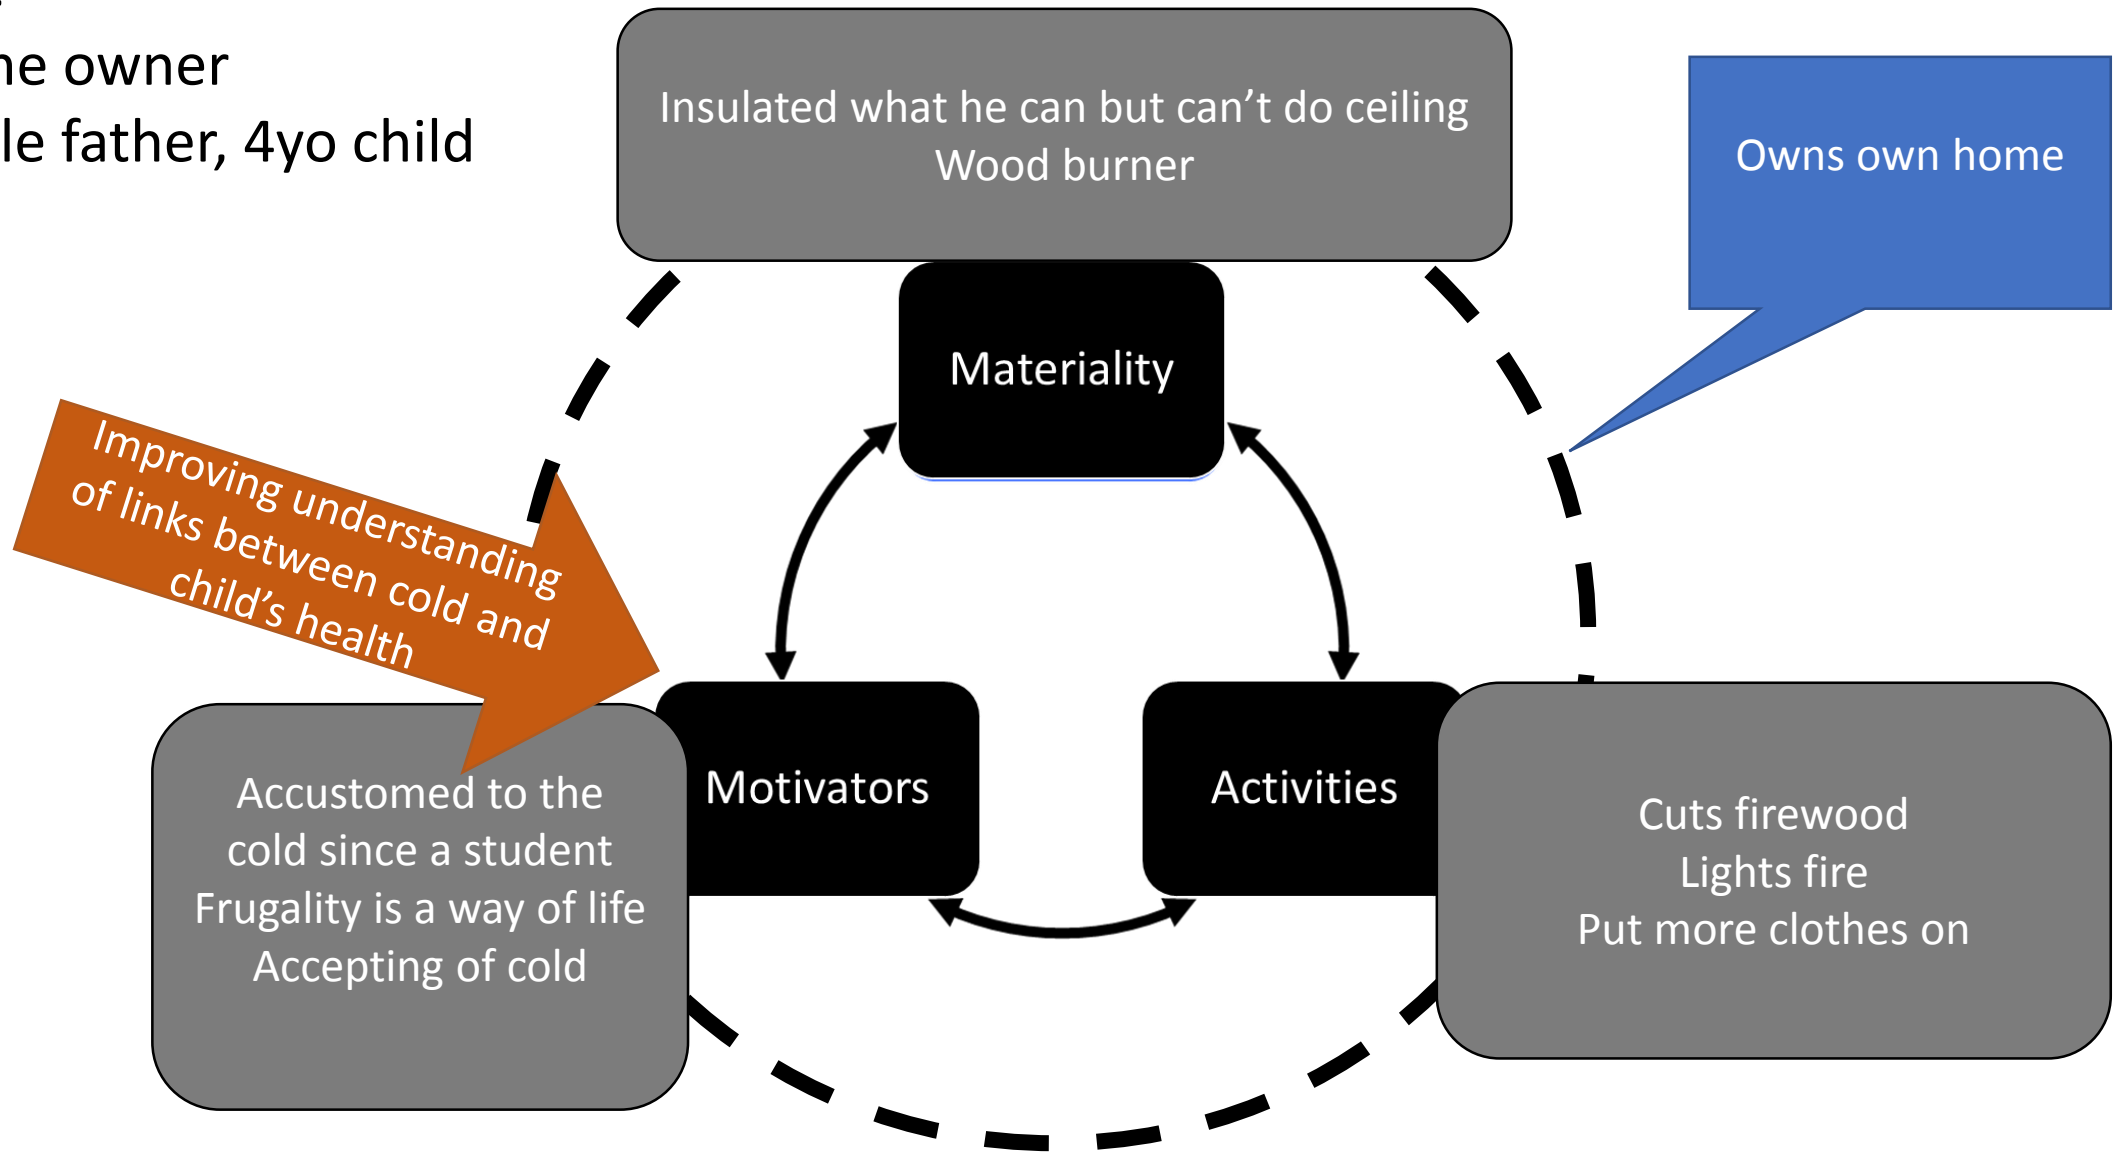 owner
father, 4yo child
Insulated what he can but can’t do ceiling
Wood burner
Owns own home
Materiality
Improving understanding
of links between cold and
child’s health
Motivators
Activities
Accustomed to the
cold since a student
Frugality is a way of life
Accepting of cold
Cuts firewood
Lights fire
Put more clothes on